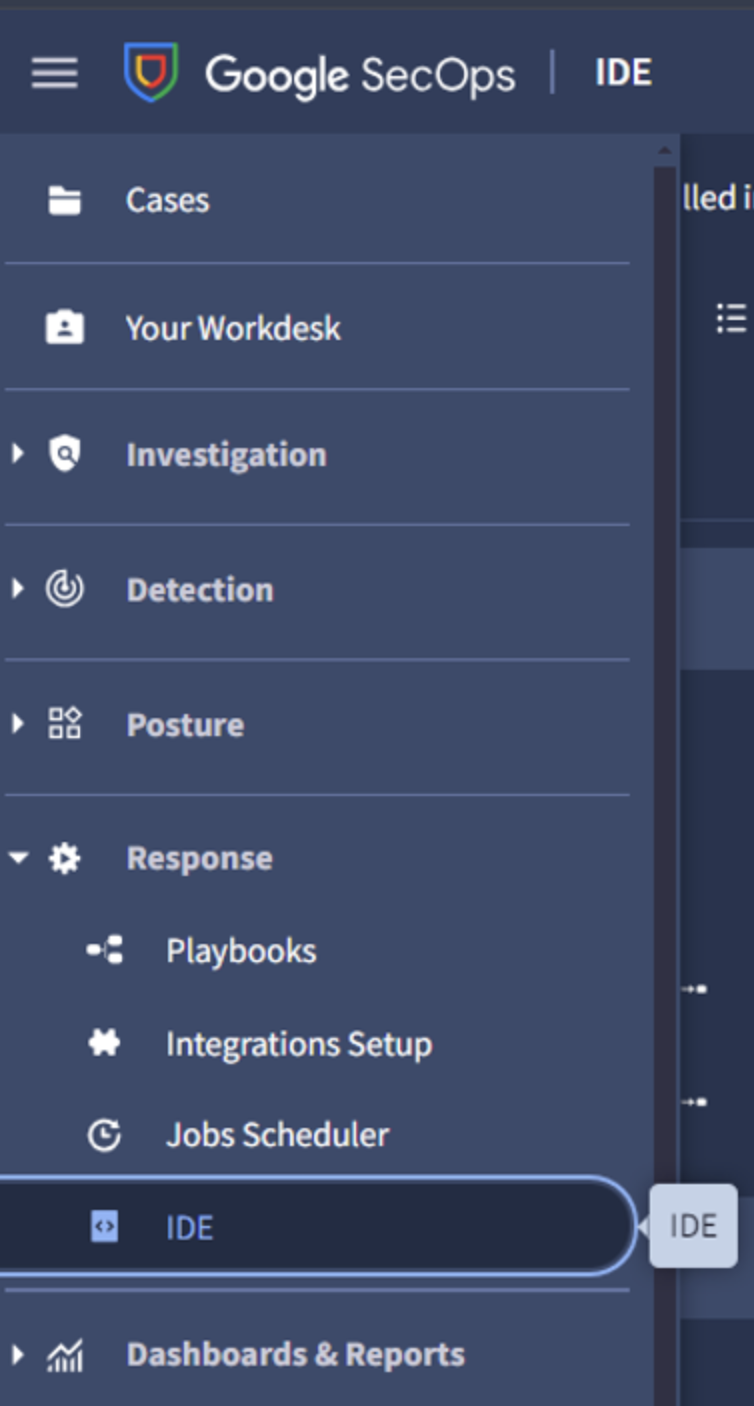 Google SecOps | IDE
Cases
lled i
Your Workdesk
Investigation
Detection
Posture
Response
Playbooks
Integrations Setup
Jobs Scheduler
IDE
IDE
Dashboards & Reports